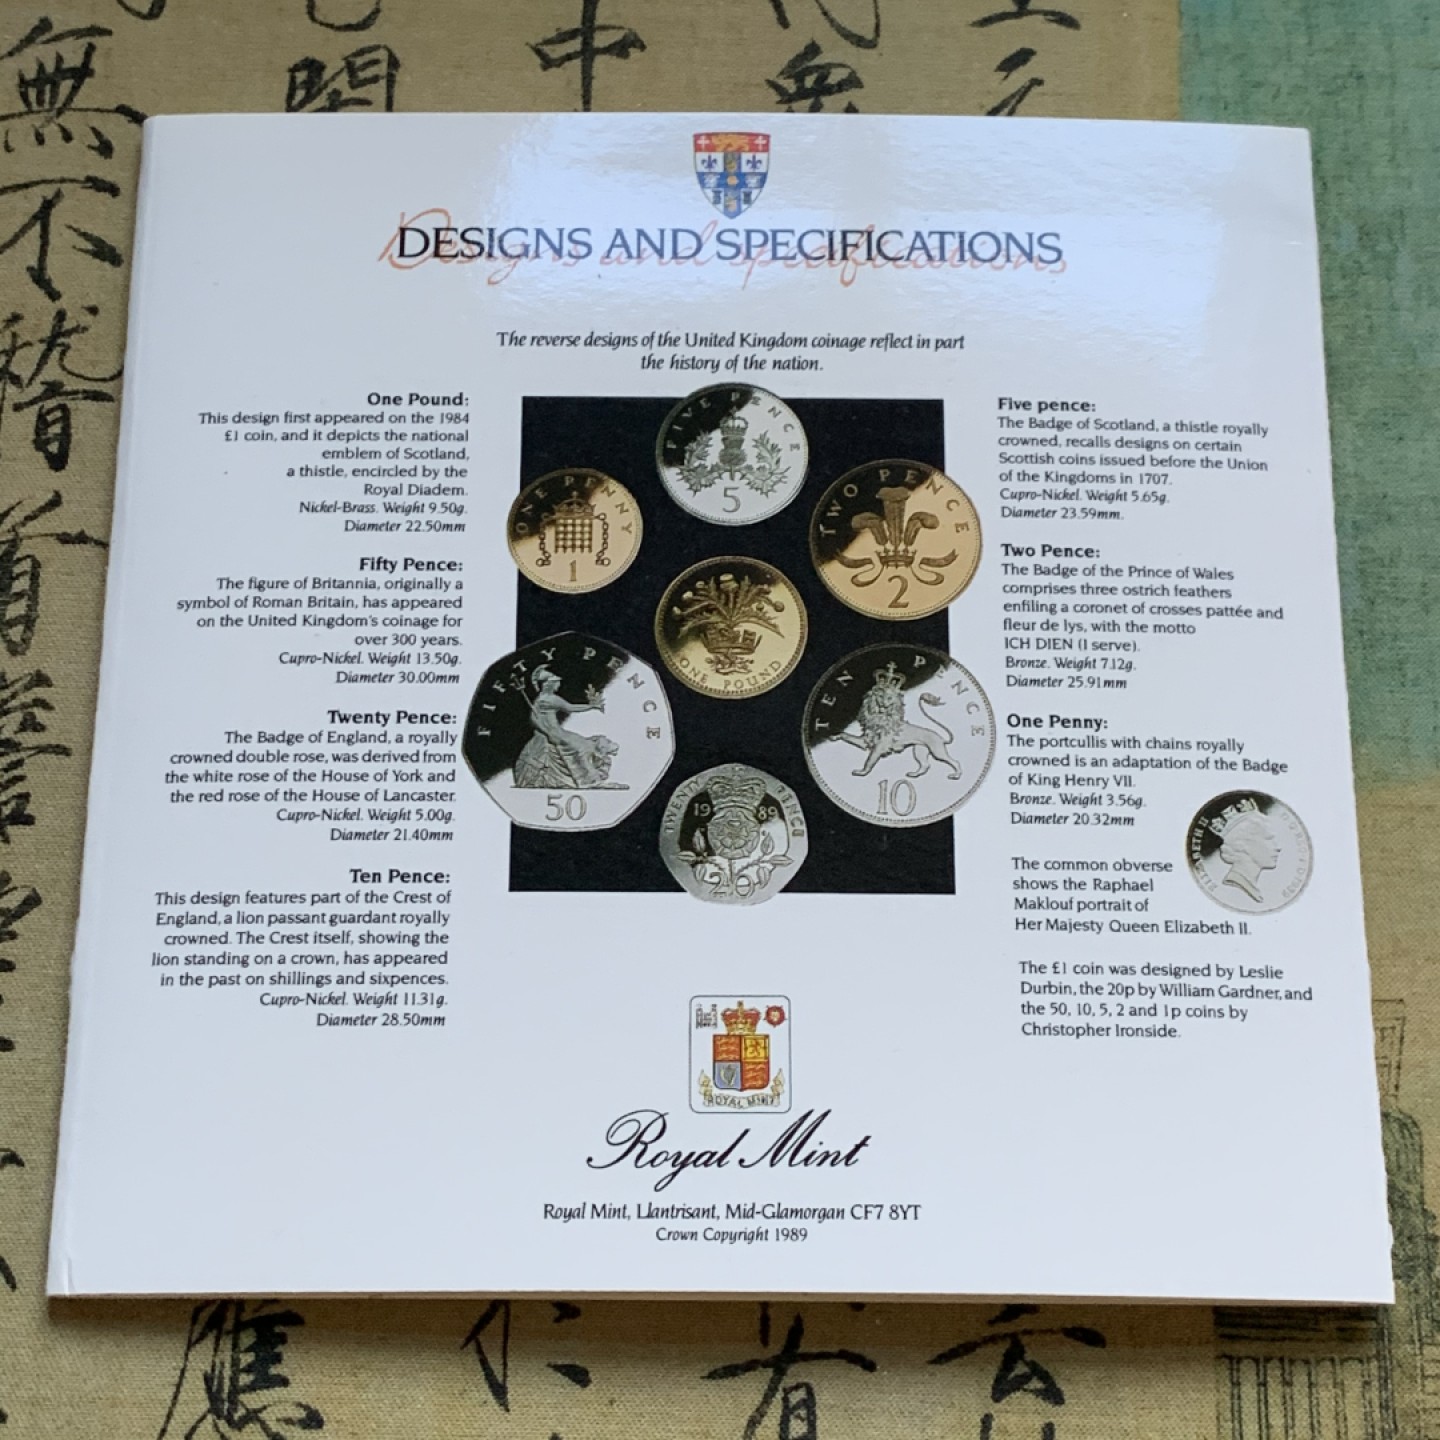 DESIGNS AND SPECIFICATIONS
Designs and specifications
The reverse designs of the United Kingdom coinage reflect in part
the history of the nation.
One Pound:
This design first appeared on the 1984
£1 coin, and it depicts the national
emblem of Scotland,
a thistle, encircled by the
Royal Diadem.
Nickel-Brass. Weight 9.50g.
Diameter 22.50mm
Fifty Pence:
The figure of Britannia, originally a
symbol of Roman Britain, has appeared
on the United Kingdom's coinage for
over 300 years.
Cupro-Nickel. Weight 13.50g.
Diameter 30.00mm
Twenty Pence:
The Badge of England, a royally
crowned double rose, was derived from
the white rose of the House of York and
the red rose of the House of Lancaster.
Cupro-Nickel. Weight 5.00g.
Diameter 21.40mm
Ten Pence:
This design features part of the Crest of
England, a lion passant guardant royally
crowned. The Crest itself, showing the
lion standing on a crown, has appeared
in the past on shillings and sixpences.
Cupro-Nickel. Weight 11.31g.
Diameter 28.50mm
FIVE PENCE
5
ONE PENNY
1
TWO PENCE
2
ONE POUND
FIFTY PENCE
50
TEN PENCE
10
TWENTY PENCE
19 89
20
Five pence:
The Badge of Scotland, a thistle royally
crowned, recalls designs on certain
Scottish coins issued before the Union
of the Kingdoms in 1707.
Cupro-Nickel. Weight 5.65g.
Diameter 23.59mm.
Two Pence:
The Badge of the Prince of Wales
comprises three ostrich feathers
enfiling a coronet of crosses pattée and
fleur de lys, with the motto
ICH DIEN (I serve).
Bronze. Weight 7.12g.
Diameter 25.91mm
One Penny:
The portcullis with chains royally
crowned is an adaptation of the Badge
of King Henry VII.
Bronze. Weight 3.56g.
Diameter 20.32mm
The common obverse
shows the Raphael
Maklouf portrait of
Her Majesty Queen Elizabeth II.
The £1 coin was designed by Leslie
Durbin, the 20p by William Gardner, and
the 50, 10, 5, 2 and 1p coins by
Christopher Ironside.
ROYAL MINT
Royal Mint
Royal Mint, Llantrisant, Mid-Glamorgan CF7 8YT
Crown Copyright 1989
無
不
中
應